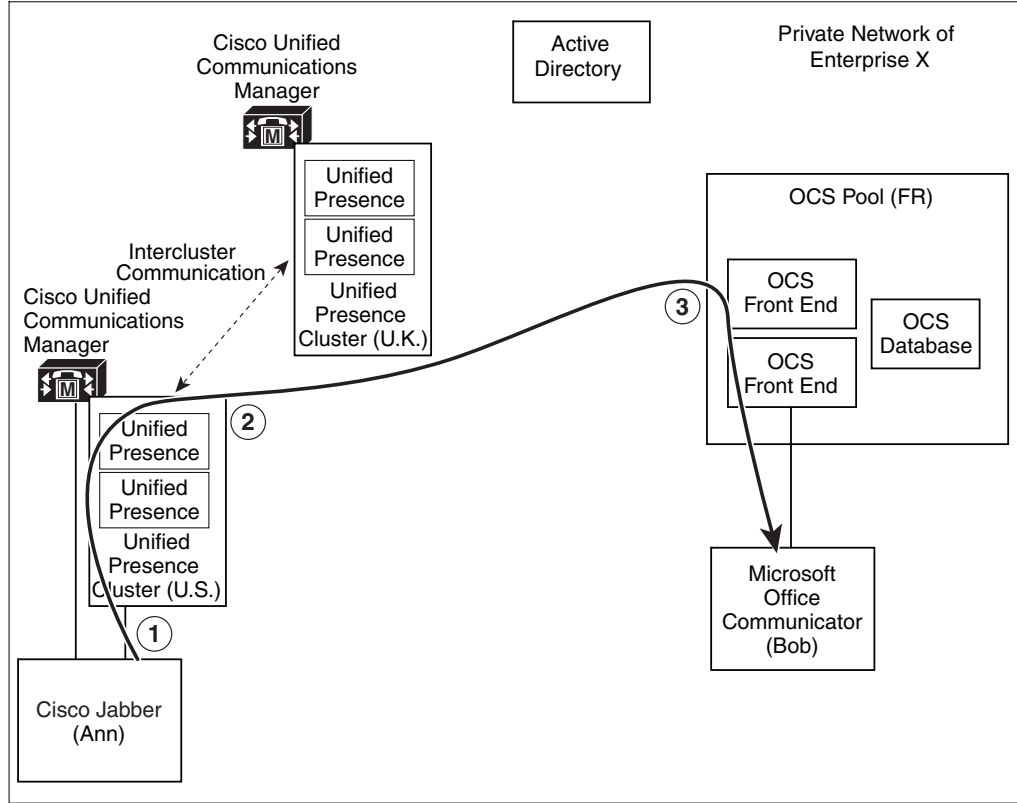 Cisco Unified
Communications
Manager
Active
Directory
Private Network of
Enterprise X
M
Unified
Presence
Unified
Presence
Unified
Presence
Cluster (U.K.)
OCS Pool (FR)
OCS
Front End
OCS
Front End
OCS
Database
Intercluster
Communication
Cisco Unified
Communications
Manager
M
3
2
Unified
Presence
Unified
Presence
Unified
Presence
Cluster (U.S.)
1
Microsoft
Office
Communicator
(Bob)
Cisco Jabber
(Ann)